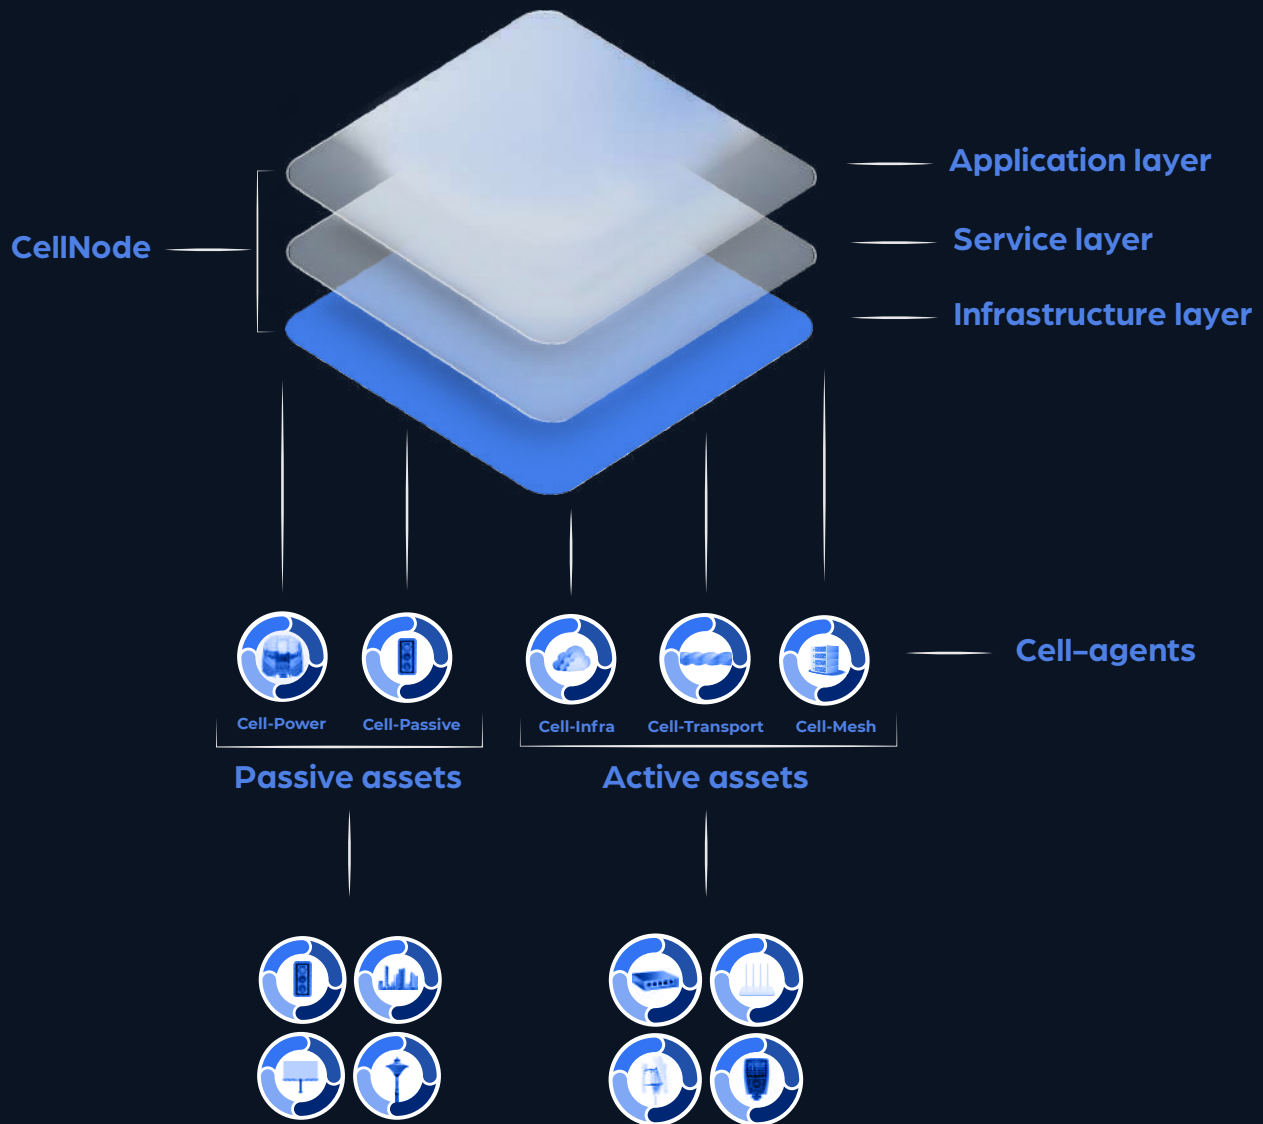 Application layer
CellNode
Service layer
Infrastructure layer
Cell-agents
Cell-Power
Cell-Passive
Cell-Infra
Cell-Transport
Cell-Mesh
Passive assets
Active assets